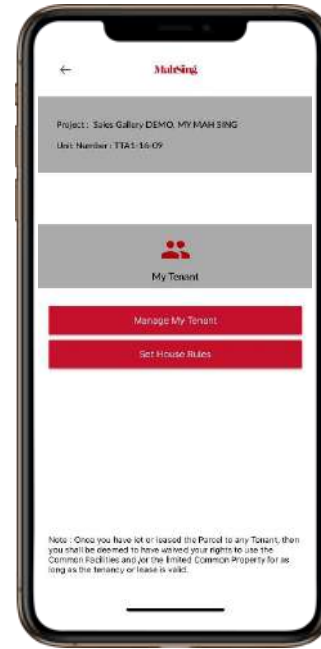 MahSing
Project : Sales Gallery DEMO, MY MAH SING
Unit Number : TTA1-16-09
My Tenant
Manage My Tenant
Set House Rules
Note : Once you have let or leased the Parcel to any Tenant, then
you shall be deemed to have waived your rights to use the
Common Facilities and /or the limited Common Property for as
long as the tenancy or lease is valid.